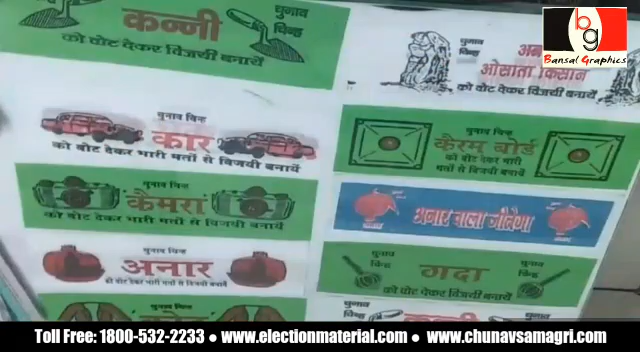 चुनाव चिन्ह
कन्नी
को वोट देकर विजयी बनायें
bg
Bansal Graphics
चुनाव चिन्ह
ओसाता किसान
को वोट देकर विजयी बनायें
चुनाव चिन्ह
कार
को वोट देकर भारी मतों से विजयी बनायें
चुनाव चिन्ह
कैरम बोर्ड
को वोट देकर भारी
मतों से विजयी बनायें
चुनाव चिन्ह
कैमरा
को वोट देकर भारी मतों से विजयी बनायें
अनार वाला जीतेगा
चुनाव चिन्ह
अनार
को वोट देकर भारी मतों से विजयी बनायें
चुनाव चिन्ह
गदा
चुनाव चिन्ह
को वोट देकर विजयी बनायें
चुनाव चिन्ह
Toll Free: 1800-532-2233 ● www.electionmaterial.com ● www.chunavsamagri.com